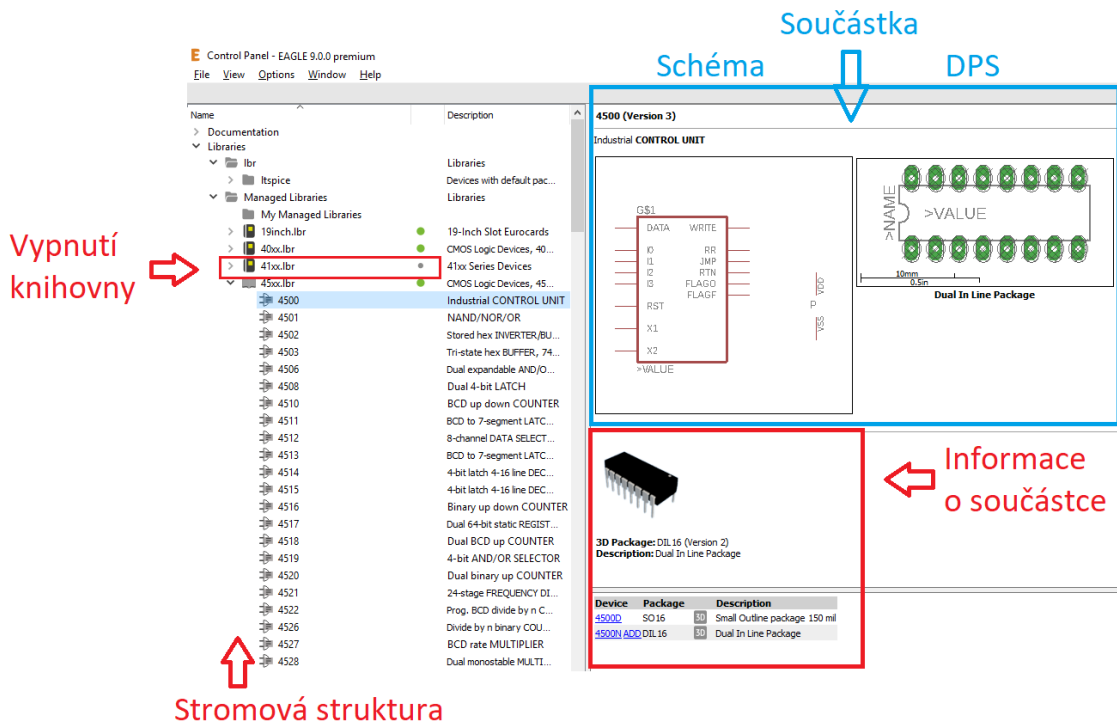 Součástka
Schéma
DPS
Control Panel - EAGLE 9.0.0 premium
File View Options Window Help
Name Description
Documentation
Libraries
lbr Libraries
ltspice Devices with default pac...
Managed Libraries Libraries
My Managed Libraries
19inch.lbr 19-Inch Slot Eurocards
40xx.lbr CMOS Logic Devices, 40...
41xx.lbr 41xx Series Devices
45xx.lbr CMOS Logic Devices, 45...
4500 Industrial CONTROL UNIT
4501 NAND/NOR/OR
4502 Stored hex INVERTER/BU...
4503 Tri-state hex BUFFER, 74...
4506 Dual expandable AND/O...
4508 Dual 4-bit LATCH
4510 BCD up down COUNTER
4511 BCD to 7-segment LATC...
4512 8-channel DATA SELECT...
4513 BCD to 7-segment LATC...
4514 4-bit latch 4-16 line DEC...
4515 4-bit latch 4-16 line DEC...
4516 Binary up down COUNTER
4517 Dual 64-bit static REGIST...
4518 Dual BCD up COUNTER
4519 4-bit AND/OR SELECTOR
4520 Dual binary up COUNTER
4521 24-stage FREQUENCY DI...
4522 Prog. BCD divide by n C...
4526 Divide by n binary COU...
4527 BCD rate MULTIPLIER
4528 Dual monostable MULTI...
Vypnutí
knihovny
Stromová struktura
4500 (Version 3)
Industrial CONTROL UNIT
G$1
DATA WRITE
I0 RR
I1 JMP
I2 RTN
I3 FLAGO
FLAGF
RST
X1
X2
>VALUE
VDD
P
VSS
>NAME
>VALUE
10mm
0.5in
Dual In Line Package
Informace
o součástce
3D Package: DIL16 (Version 2)
Description: Dual In Line Package
Device Package Description
4500D SO16 3D Small Outline package 150 mil
4500N ADD DIL16 3D Dual In Line Package